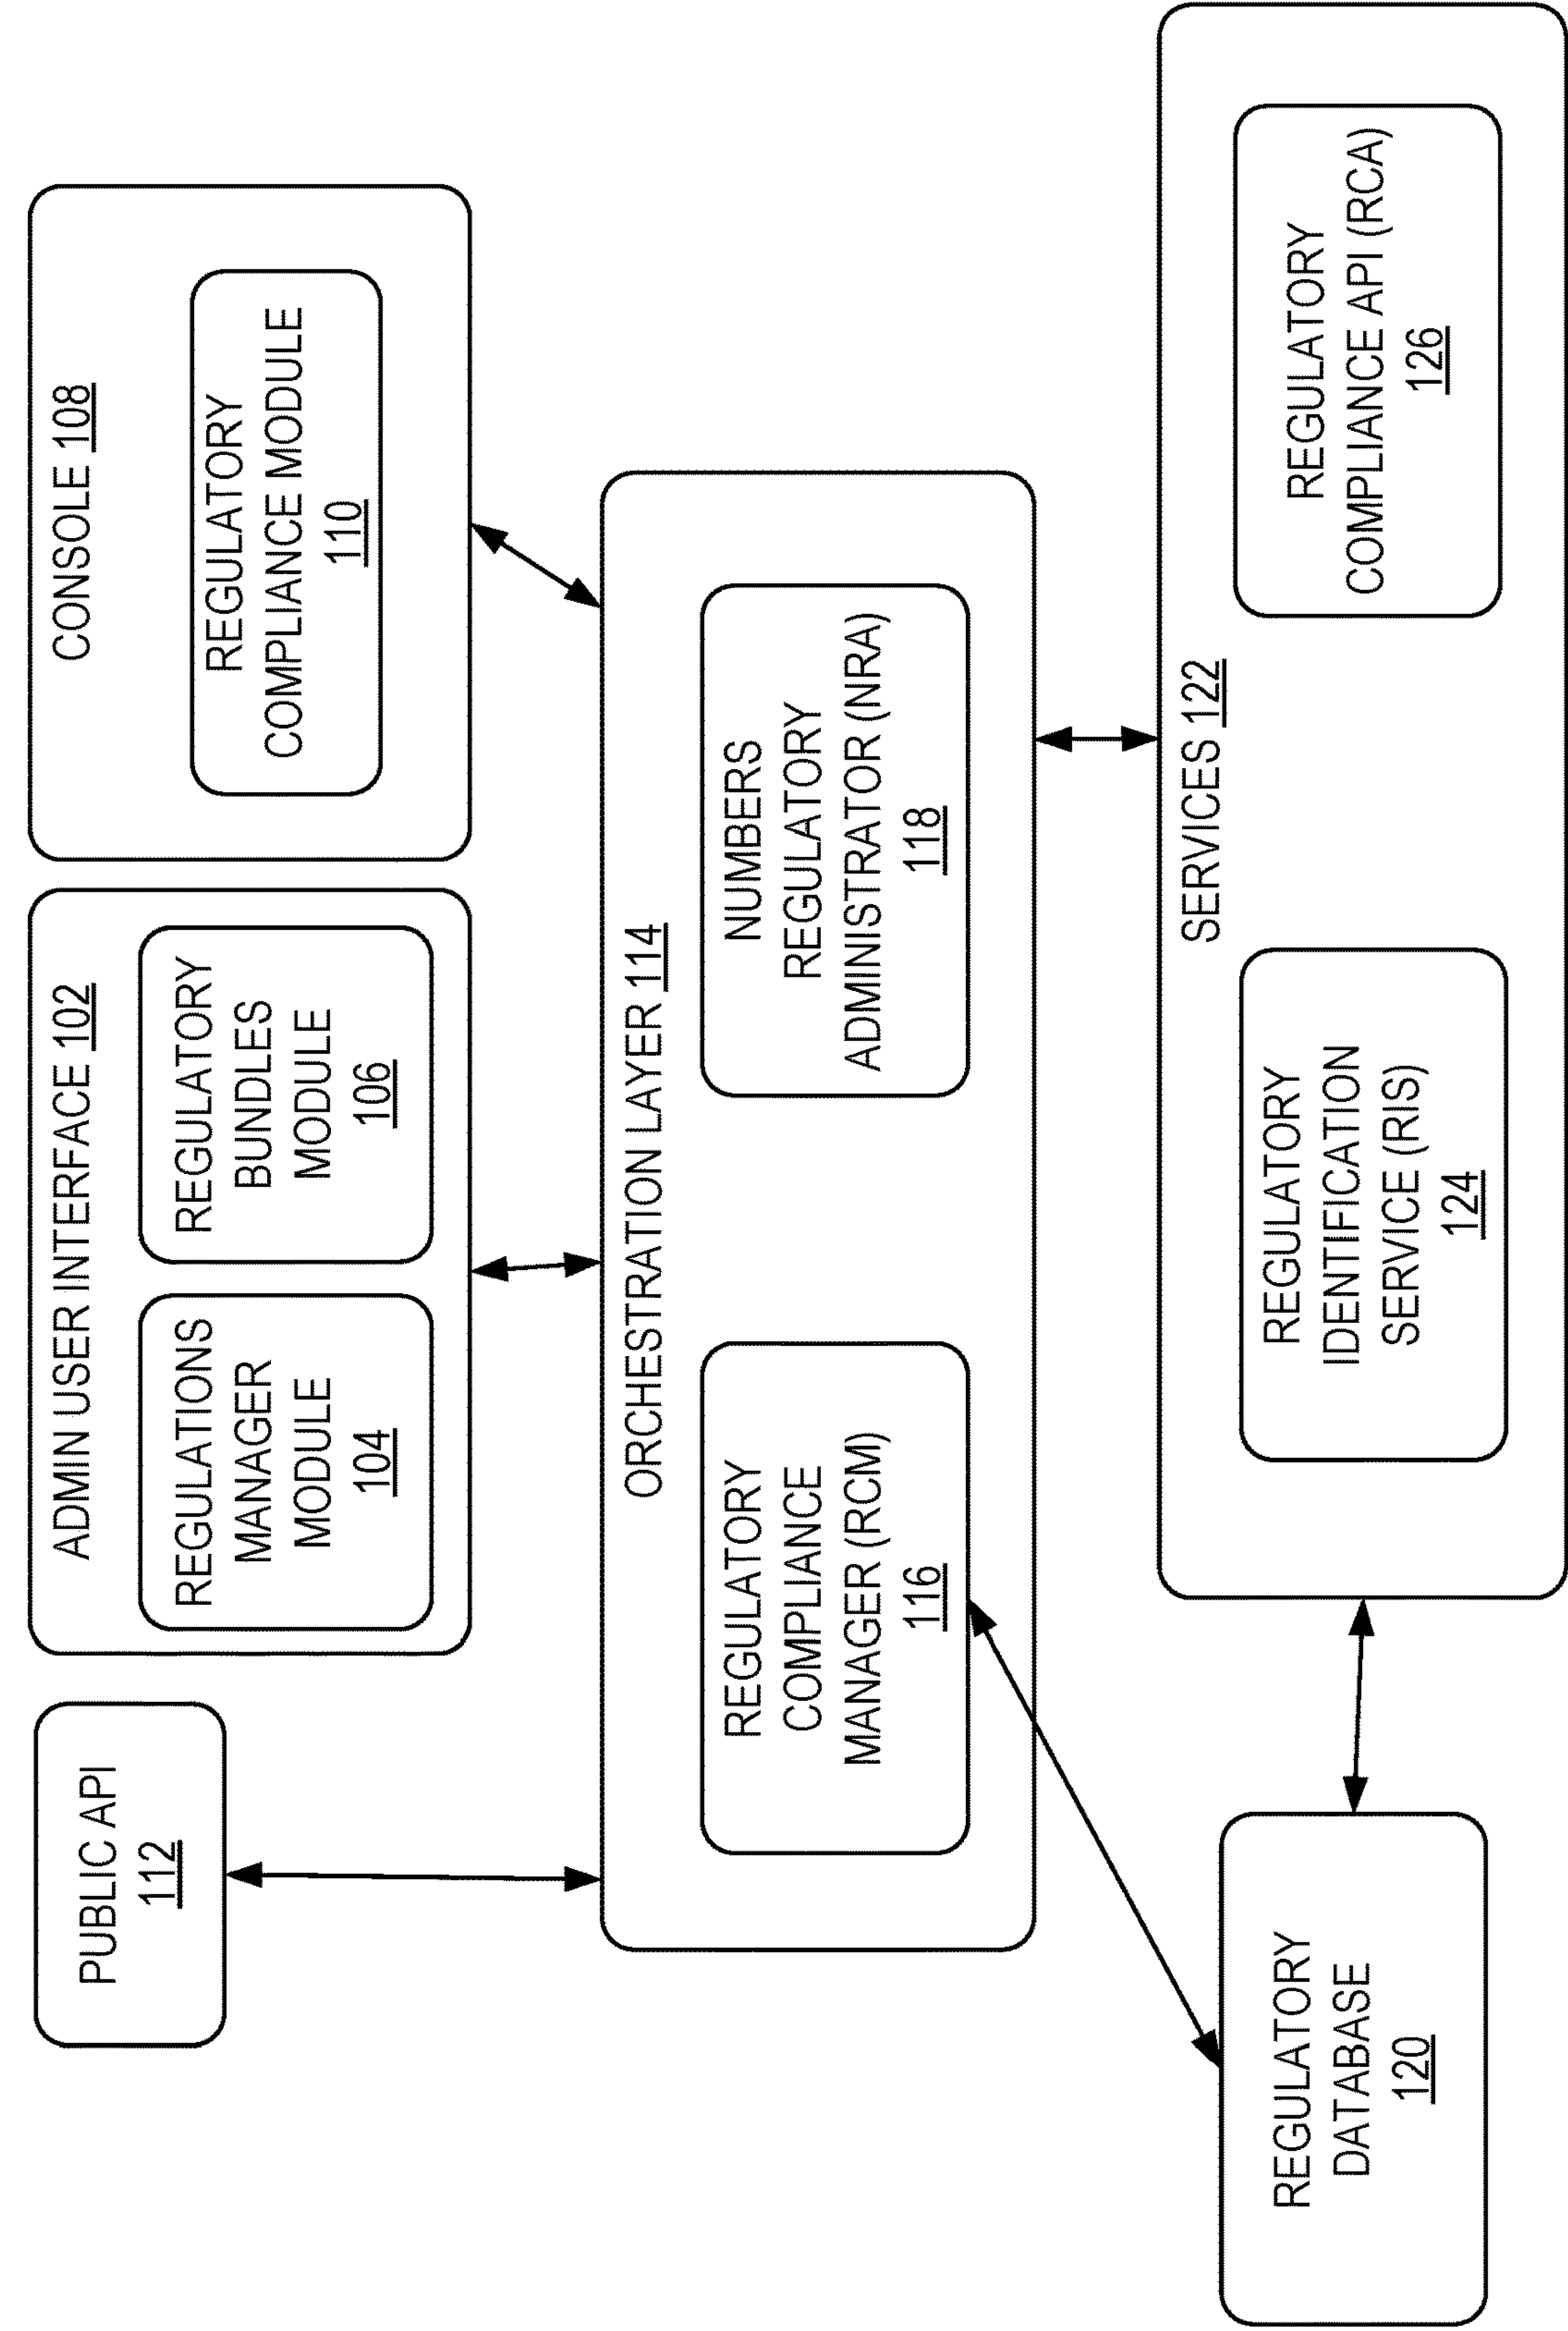 PUBLIC API
112
ADMIN USER INTERFACE 102
REGULATIONS
MANAGER
MODULE
104
REGULATORY
BUNDLES
MODULE
106
CONSOLE 108
REGULATORY
COMPLIANCE MODULE
110
ORCHESTRATION LAYER 114
REGULATORY
COMPLIANCE
MANAGER (RCM)
116
NUMBERS
REGULATORY
ADMINISTRATOR (NRA)
118
REGULATORY
DATABASE
120
SERVICES 122
REGULATORY
IDENTIFICATION
SERVICE (RIS)
124
REGULATORY
COMPLIANCE API (RCA)
126